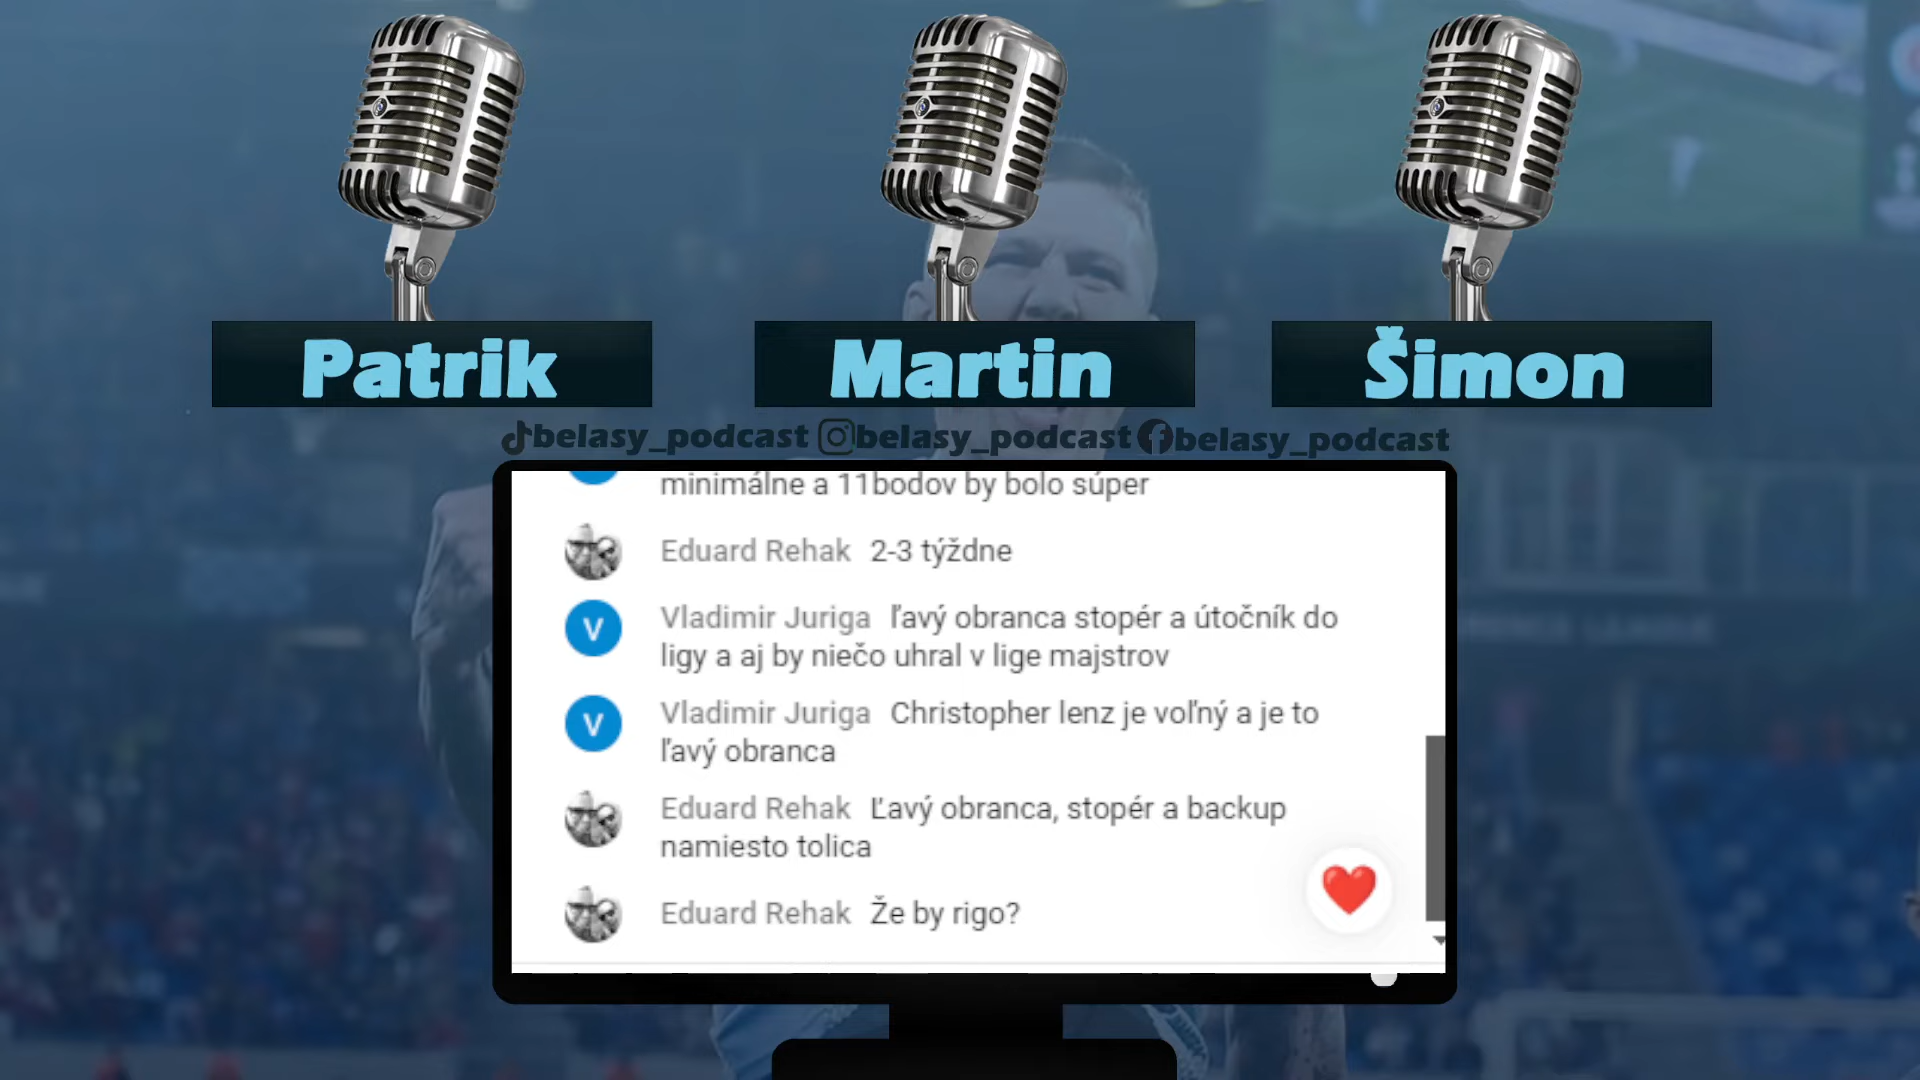 Patrik
Martin
Šimon
belasy_podcast belasy_podcast belasy_podcast
minimálne a 11bodov by bolo súper
Eduard Rehak 2-3 týždne
V
Vladimir Juriga ľavý obranca stopér a útočník do
ligy a aj by niečo uhral v lige majstrov
V
Vladimir Juriga Christopher lenz je voľný a je to
ľavý obranca
Eduard Rehak Ľavý obranca, stopér a backup
namiesto tolica
Eduard Rehak Že by rigo?